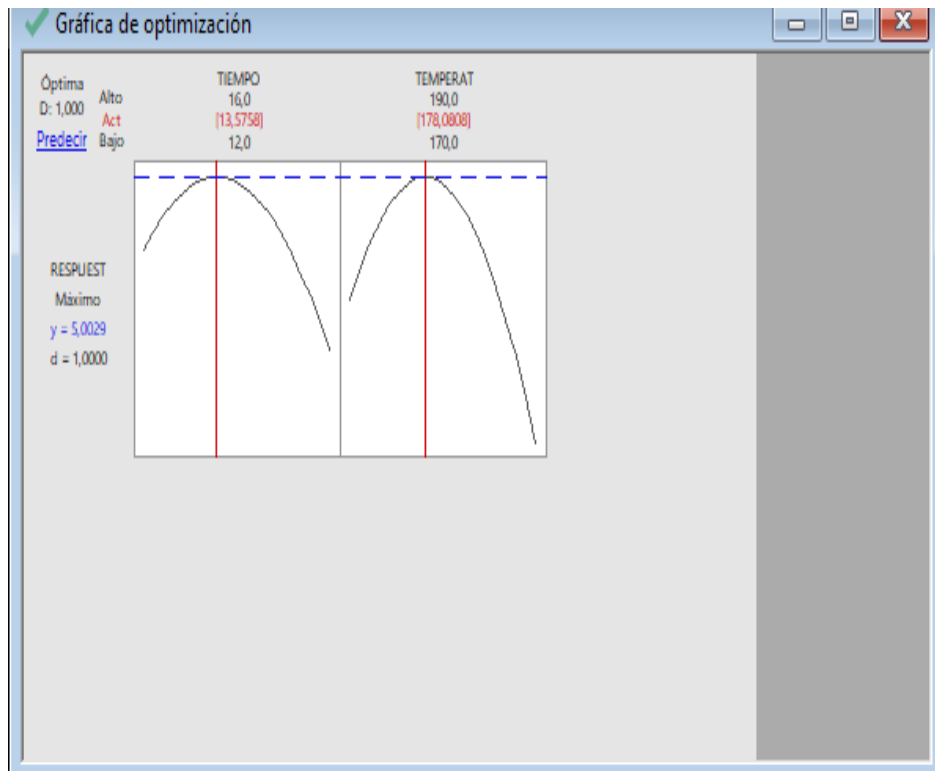 Gráfica de optimización
Óptima
D: 1,000
Predecir
Alto
Act
Bajo
TIEMPO
16,0
[13,5758]
12,0
TEMPERAT
190,0
[178,0808]
170,0
RESPUEST
Máximo
y = 5,0029
d = 1,0000